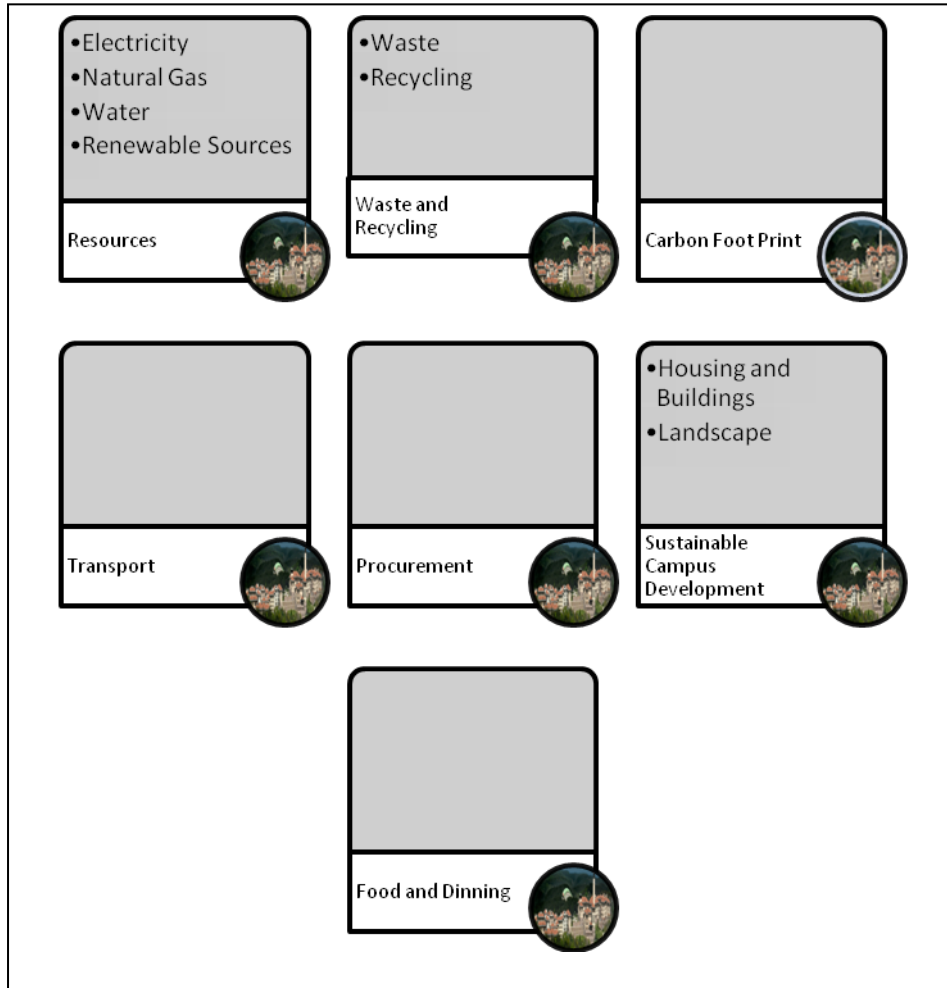 •Electricity
•Natural Gas
•Water
•Renewable Sources
Resources
•Waste
•Recycling
Waste and
Recycling
Carbon Foot Print
Transport
Procurement
•Housing and
Buildings
•Landscape
Sustainable
Campus
Development
Food and Dinning